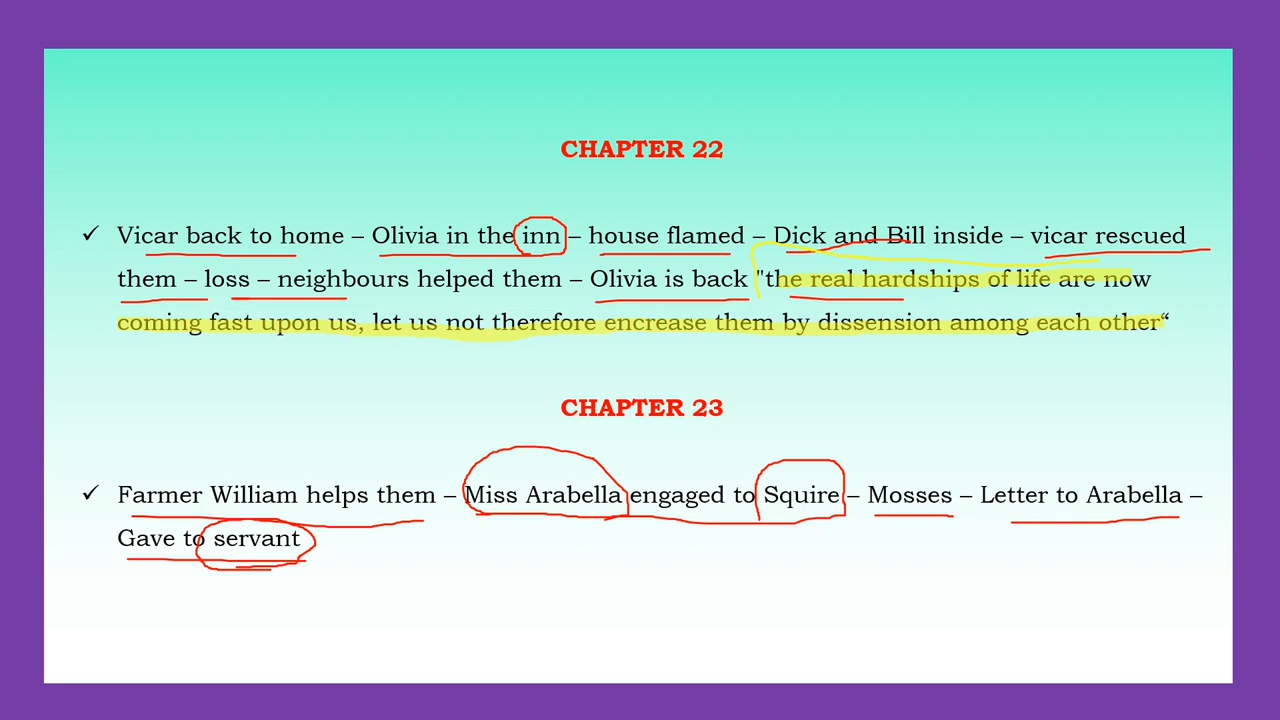 CHAPTER 22
✓ Vicar back to home – Olivia in the inn – house flamed – Dick and Bill inside – vicar rescued
them – loss – neighbours helped them – Olivia is back "the real hardships of life are now
coming fast upon us, let us not therefore encrease them by dissension among each other“
CHAPTER 23
✓ Farmer William helps them – Miss Arabella engaged to Squire – Mosses – Letter to Arabella –
Gave to servant